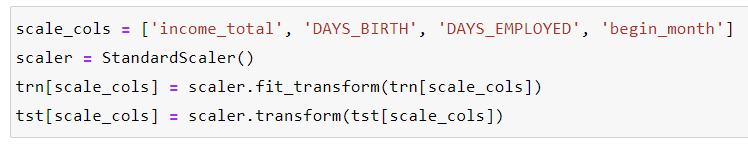 scale_cols = ['income_total', 'DAYS_BIRTH', 'DAYS_EMPLOYED', 'begin_month']
scaler = StandardScaler()
trn[scale_cols] = scaler.fit_transform(trn[scale_cols])
tst[scale_cols] = scaler.transform(tst[scale_cols])